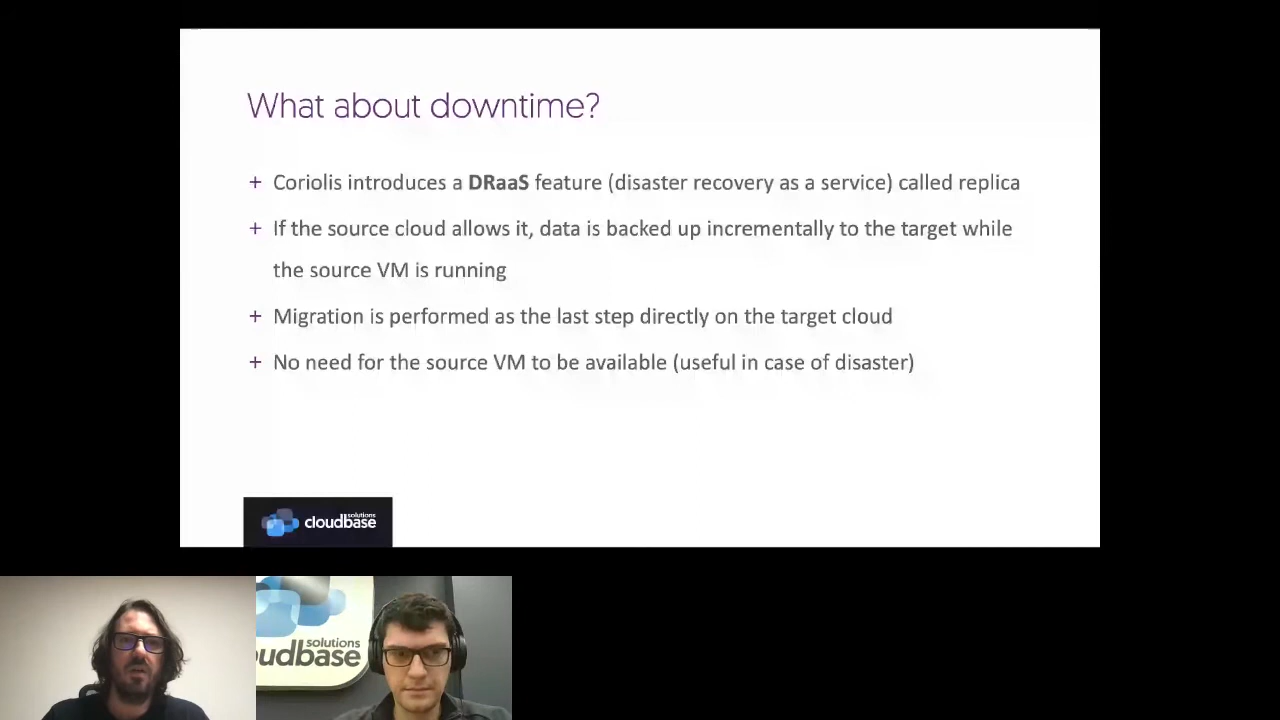 What about downtime?
+ Coriolis introduces a DRaaS feature (disaster recovery as a service) called replica
+ If the source cloud allows it, data is backed up incrementally to the target while
the source VM is running
+ Migration is performed as the last step directly on the target cloud
+ No need for the source VM to be available (useful in case of disaster)
solutions
cloudbase
solutions
oudbase